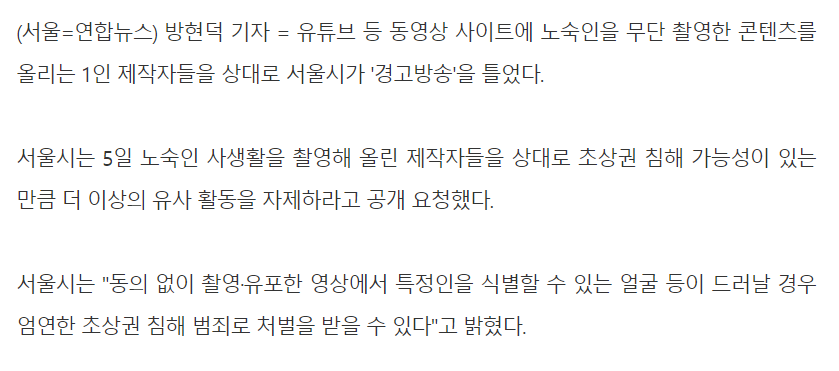 (서울=연합뉴스) 방현덕 기자 = 유튜브 등 동영상 사이트에 노숙인을 무단 촬영한 콘텐츠를
올리는 1인 제작자들을 상대로 서울시가 '경고방송'을 틀었다.
서울시는 5일 노숙인 사생활을 촬영해 올린 제작자들을 상대로 초상권 침해 가능성이 있는
만큼 더 이상의 유사 활동을 자제하라고 공개 요청했다.
서울시는 "동의 없이 촬영·유포한 영상에서 특정인을 식별할 수 있는 얼굴 등이 드러날 경우
엄연한 초상권 침해 범죄로 처벌을 받을 수 있다"고 밝혔다.